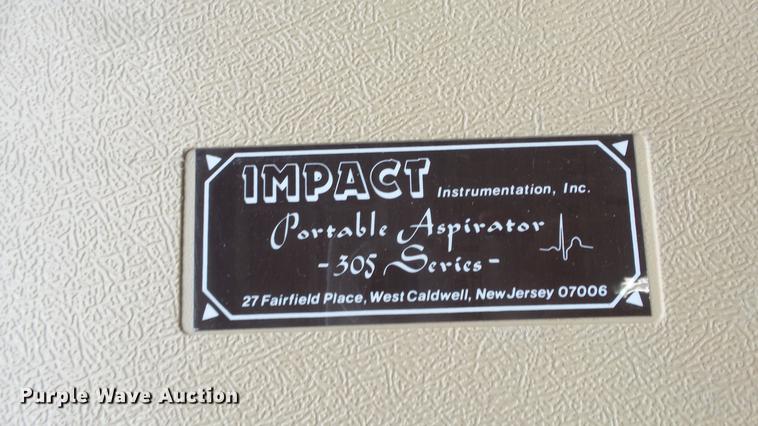 IMPACT Instrumentation, Inc.
Portable Aspirator
-305 Series-
27 Fairfield Place, West Caldwell, New Jersey 07006
Purple Wave Auction